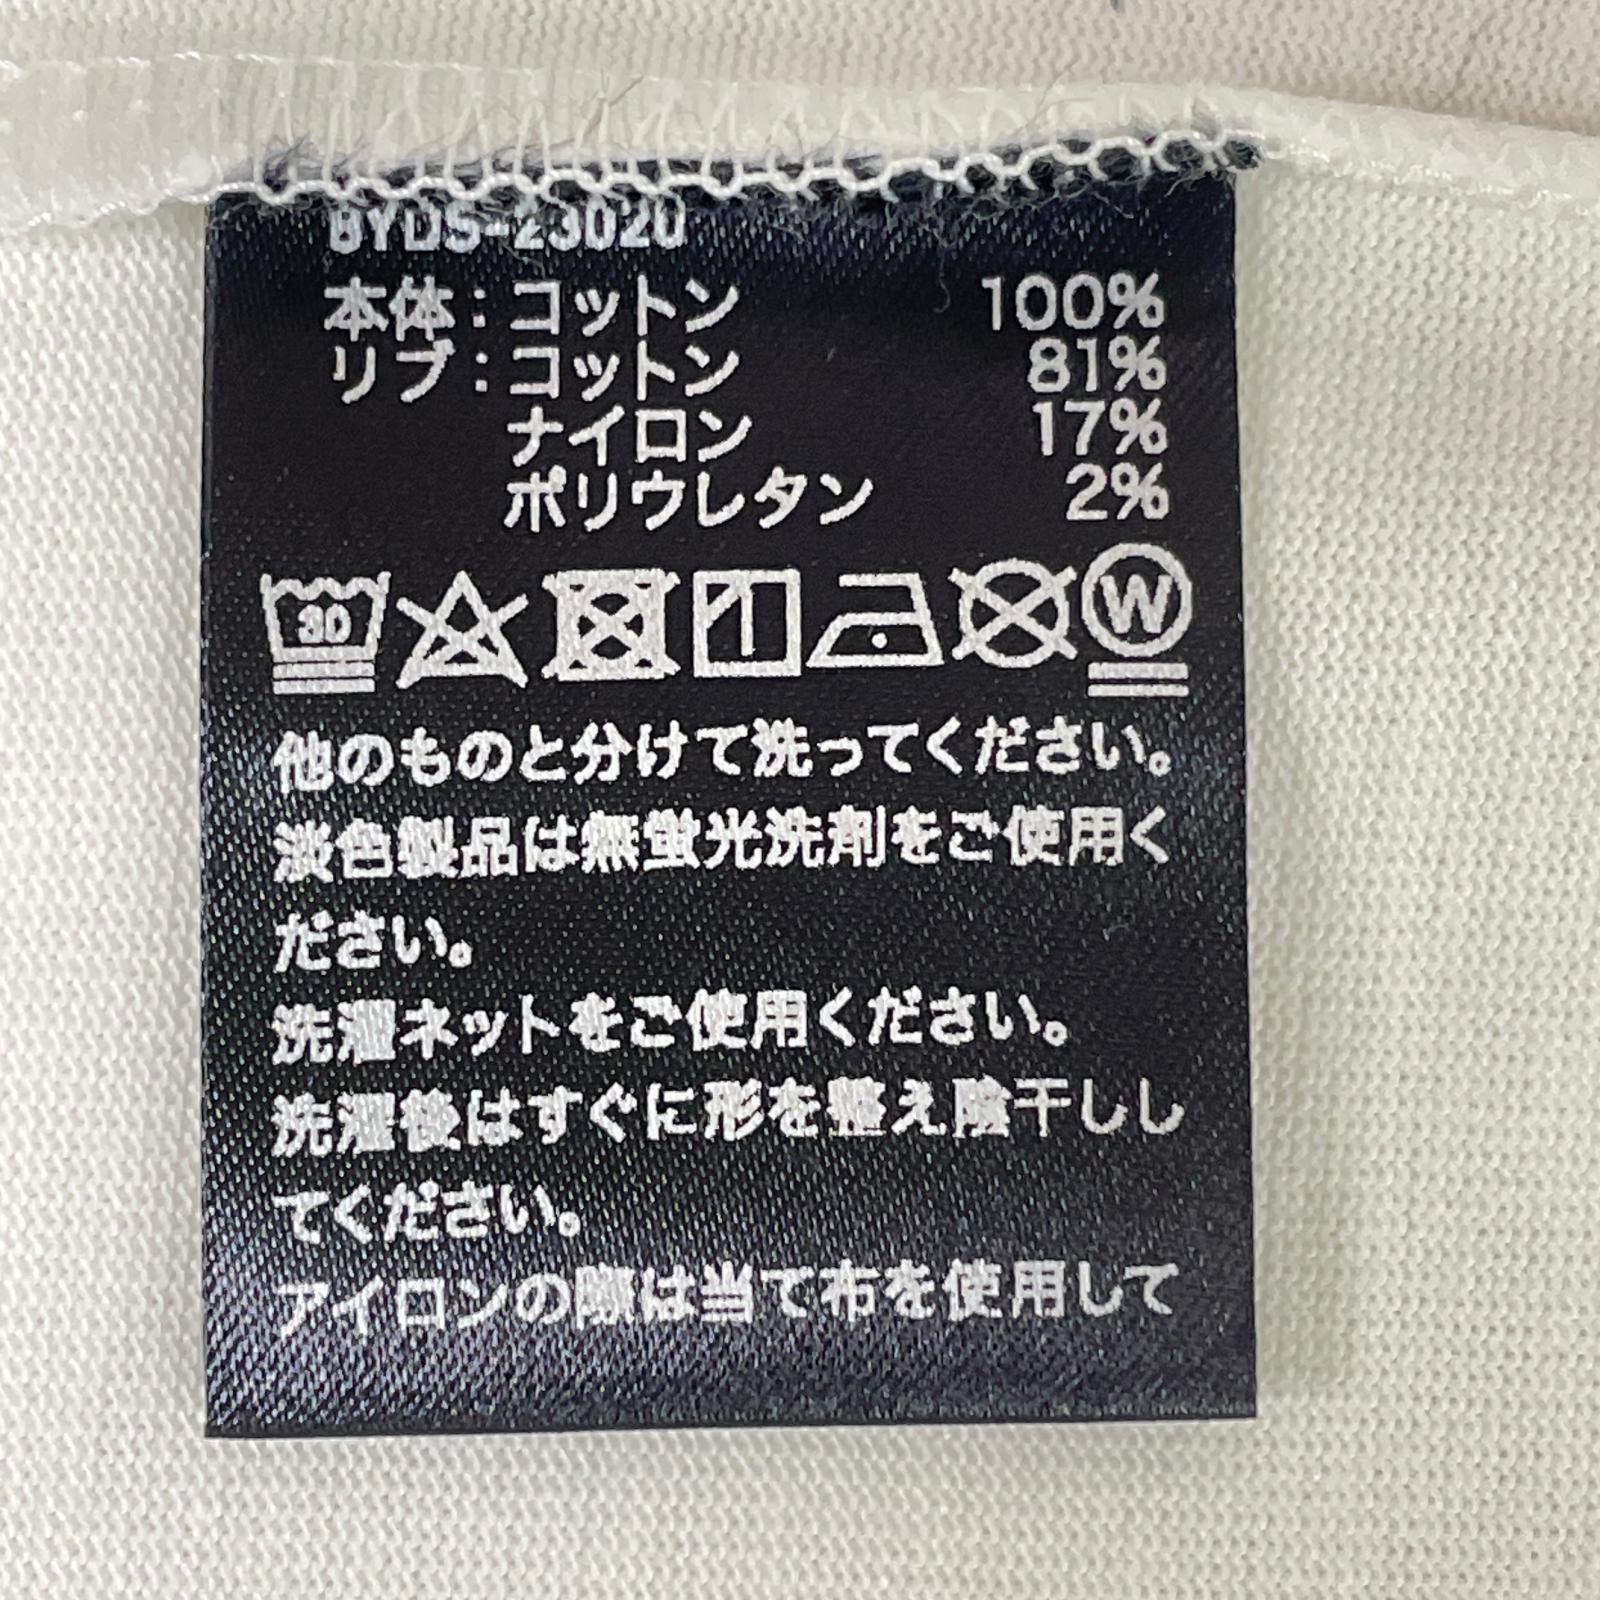 BYDS-23020
本体：コットン 100%
リブ：コットン 81%
ナイロン 17%
ポリウレタン 2%
30 W
他のものと分けて洗ってください。
淡色製品は無蛍光洗剤をご使用く
ださい。
洗濯ネットをご使用ください。
洗濯後はすぐに形を整え陰干しし
てください。
アイロンの際は当て布を使用して